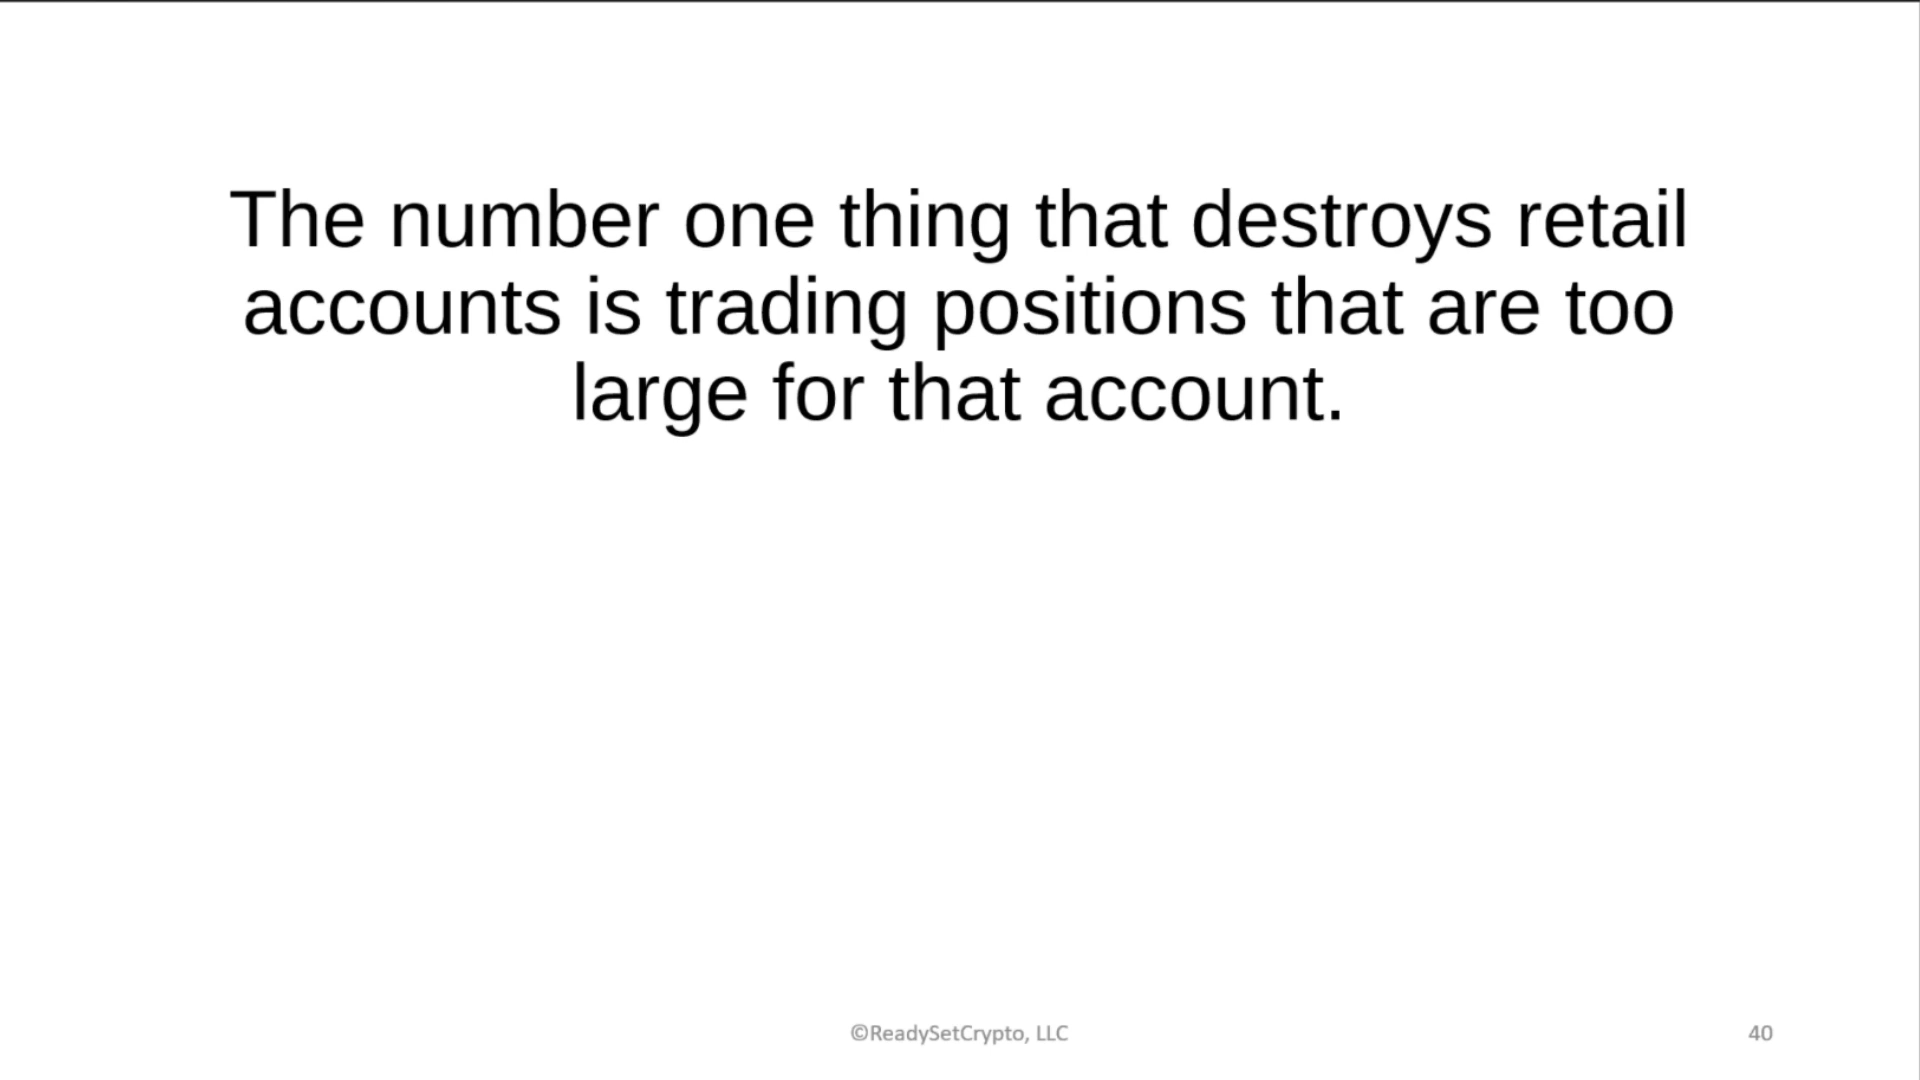 The number one thing that destroys retail
accounts is trading positions that are too
large for that account.
©ReadySetCrypto, LLC
40